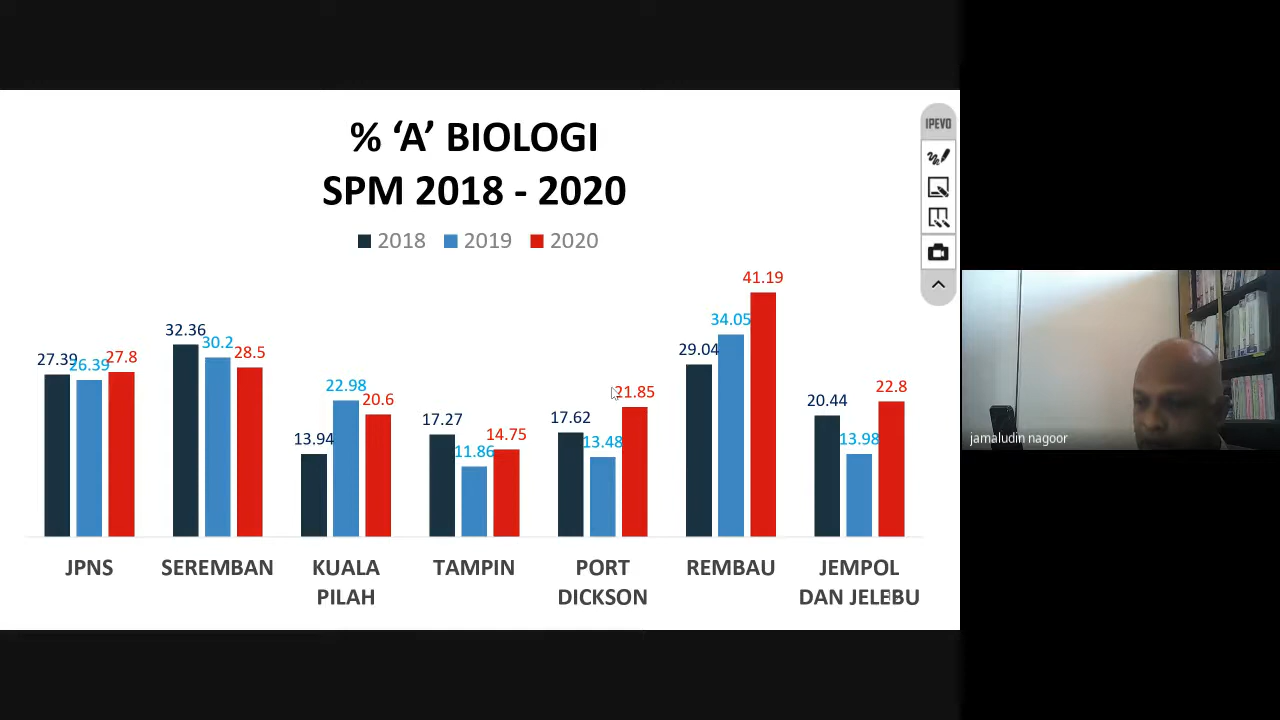 % ‘A’ BIOLOGI
SPM 2018 - 2020
2018 2019 2020
27.39 26.39 27.8
32.36 30.2 28.5
13.94 22.98 20.6
17.27 11.86 14.75
17.62 13.48 21.85
29.04 34.05 41.19
20.44 13.98 22.8
JPNS
SEREMBAN
KUALA
PILAH
TAMPIN
PORT
DICKSON
REMBAU
JEMPOL
DAN JELEBU
IPEVO
jamaludin nagoor